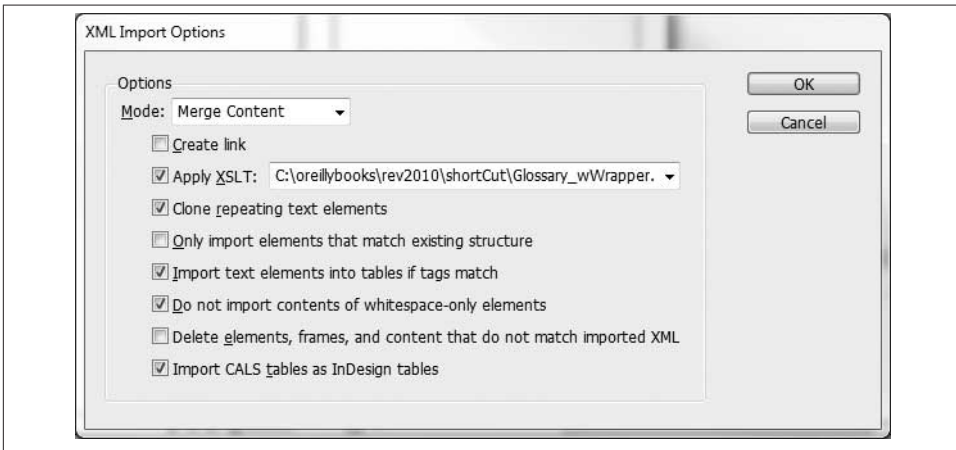 XML Import Options
Options
OK
Mode: Merge Content
Cancel
Create link
Apply XSLT: C:\oreillybooks\rev2010\shortCut\Glossary_wWrapper.
Clone repeating text elements
Only import elements that match existing structure
Import text elements into tables if tags match
Do not import contents of whitespace-only elements
Delete elements, frames, and content that do not match imported XML
Import CALS tables as InDesign tables